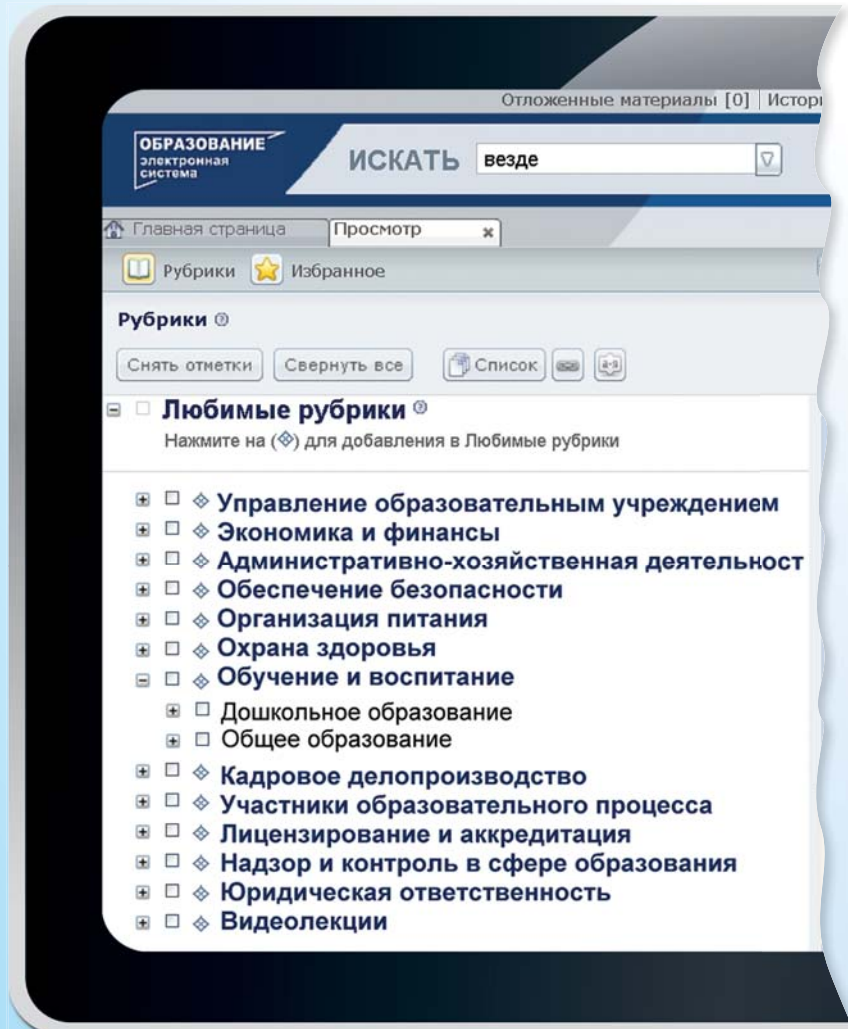 Отложенные материалы [0] | Истор
ОБРАЗОВАНИЕ
электронная
система
ИСКАТЬ везде
Главная страница Просмотр
Рубрики Избранное
Рубрики
Снять отметки Свернуть все Список
Любимые рубрики
Нажмите на (❖) для добавления в Любимые рубрики
Управление образовательным учреждением
Экономика и финансы
Административно-хозяйственная деятельност
Обеспечение безопасности
Организация питания
Охрана здоровья
Обучение и воспитание
Дошкольное образование
Общее образование
Кадровое делопроизводство
Участники образовательного процесса
Лицензирование и аккредитация
Надзор и контроль в сфере образования
Юридическая ответственность
Видеолекции